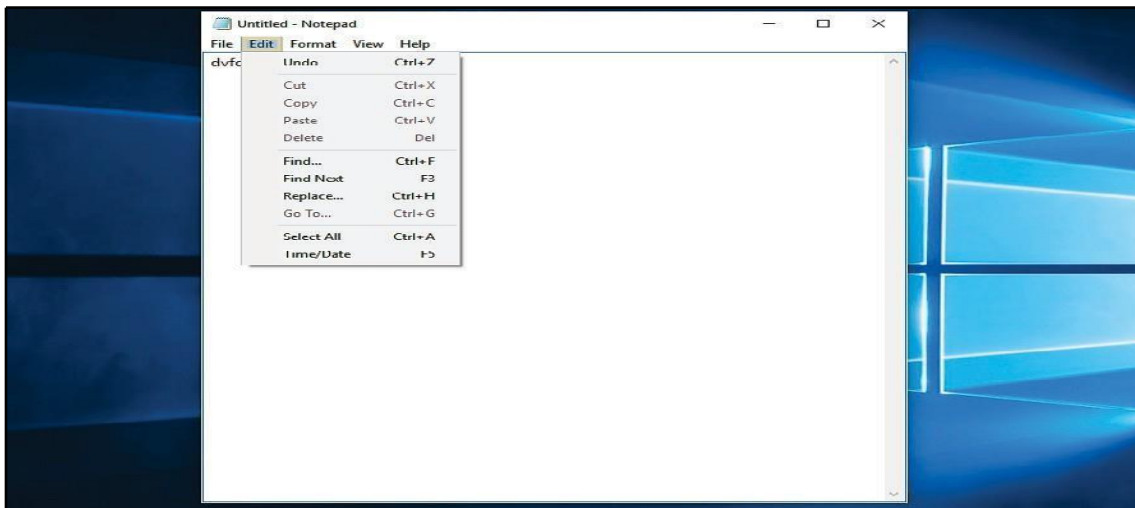 Untitled - Notepad
File Edit Format View Help
dvfc
Undo Ctrl+Z
Cut Ctrl+X
Copy Ctrl+C
Paste Ctrl+V
Delete Del
Find... Ctrl+F
Find Next F3
Replace... Ctrl+H
Go To... Ctrl+G
Select All Ctrl+A
Time/Date F5